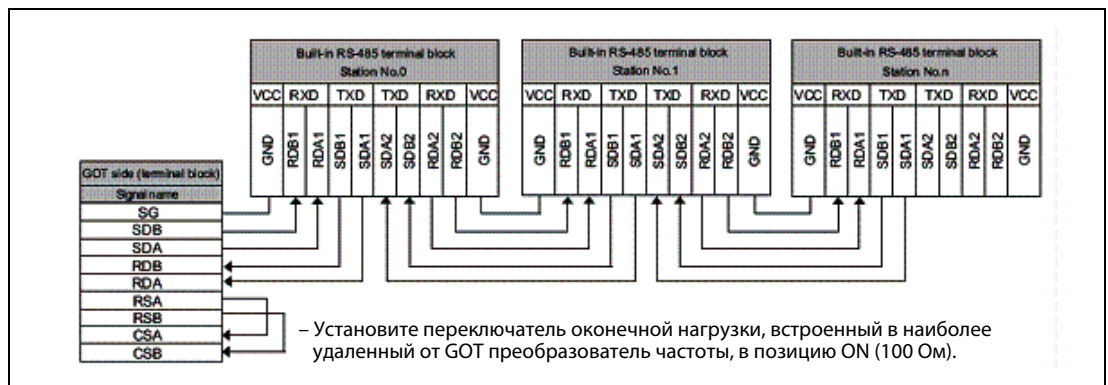 Built-in RS-485 terminal block
Station No.0
VCC RXD TXD TXD RXD VCC
GND RDB1 RDA1 SDB1 SDA1 SDA2 SDB2 RDA2 RDB2 GND
Built-in RS-485 terminal block
Station No.1
VCC RXD TXD TXD RXD VCC
GND RDB1 RDA1 SDB1 SDA1 SDA2 SDB2 RDA2 RDB2 GND
Built-in RS-485 terminal block
Station No.n
VCC RXD TXD TXD RXD VCC
GND RDB1 RDA1 SDB1 SDA1 SDA2 SDB2 RDA2 RDB2 GND
GOT side (terminal block)
Signal name
SG
SDB
SDA
RDB
RDA
RSA
RSB
CSA
CSB
– Установите переключатель оконечной нагрузки, встроенный в наиболее
удаленный от GOT преобразователь частоты, в позицию ON (100 Ом).